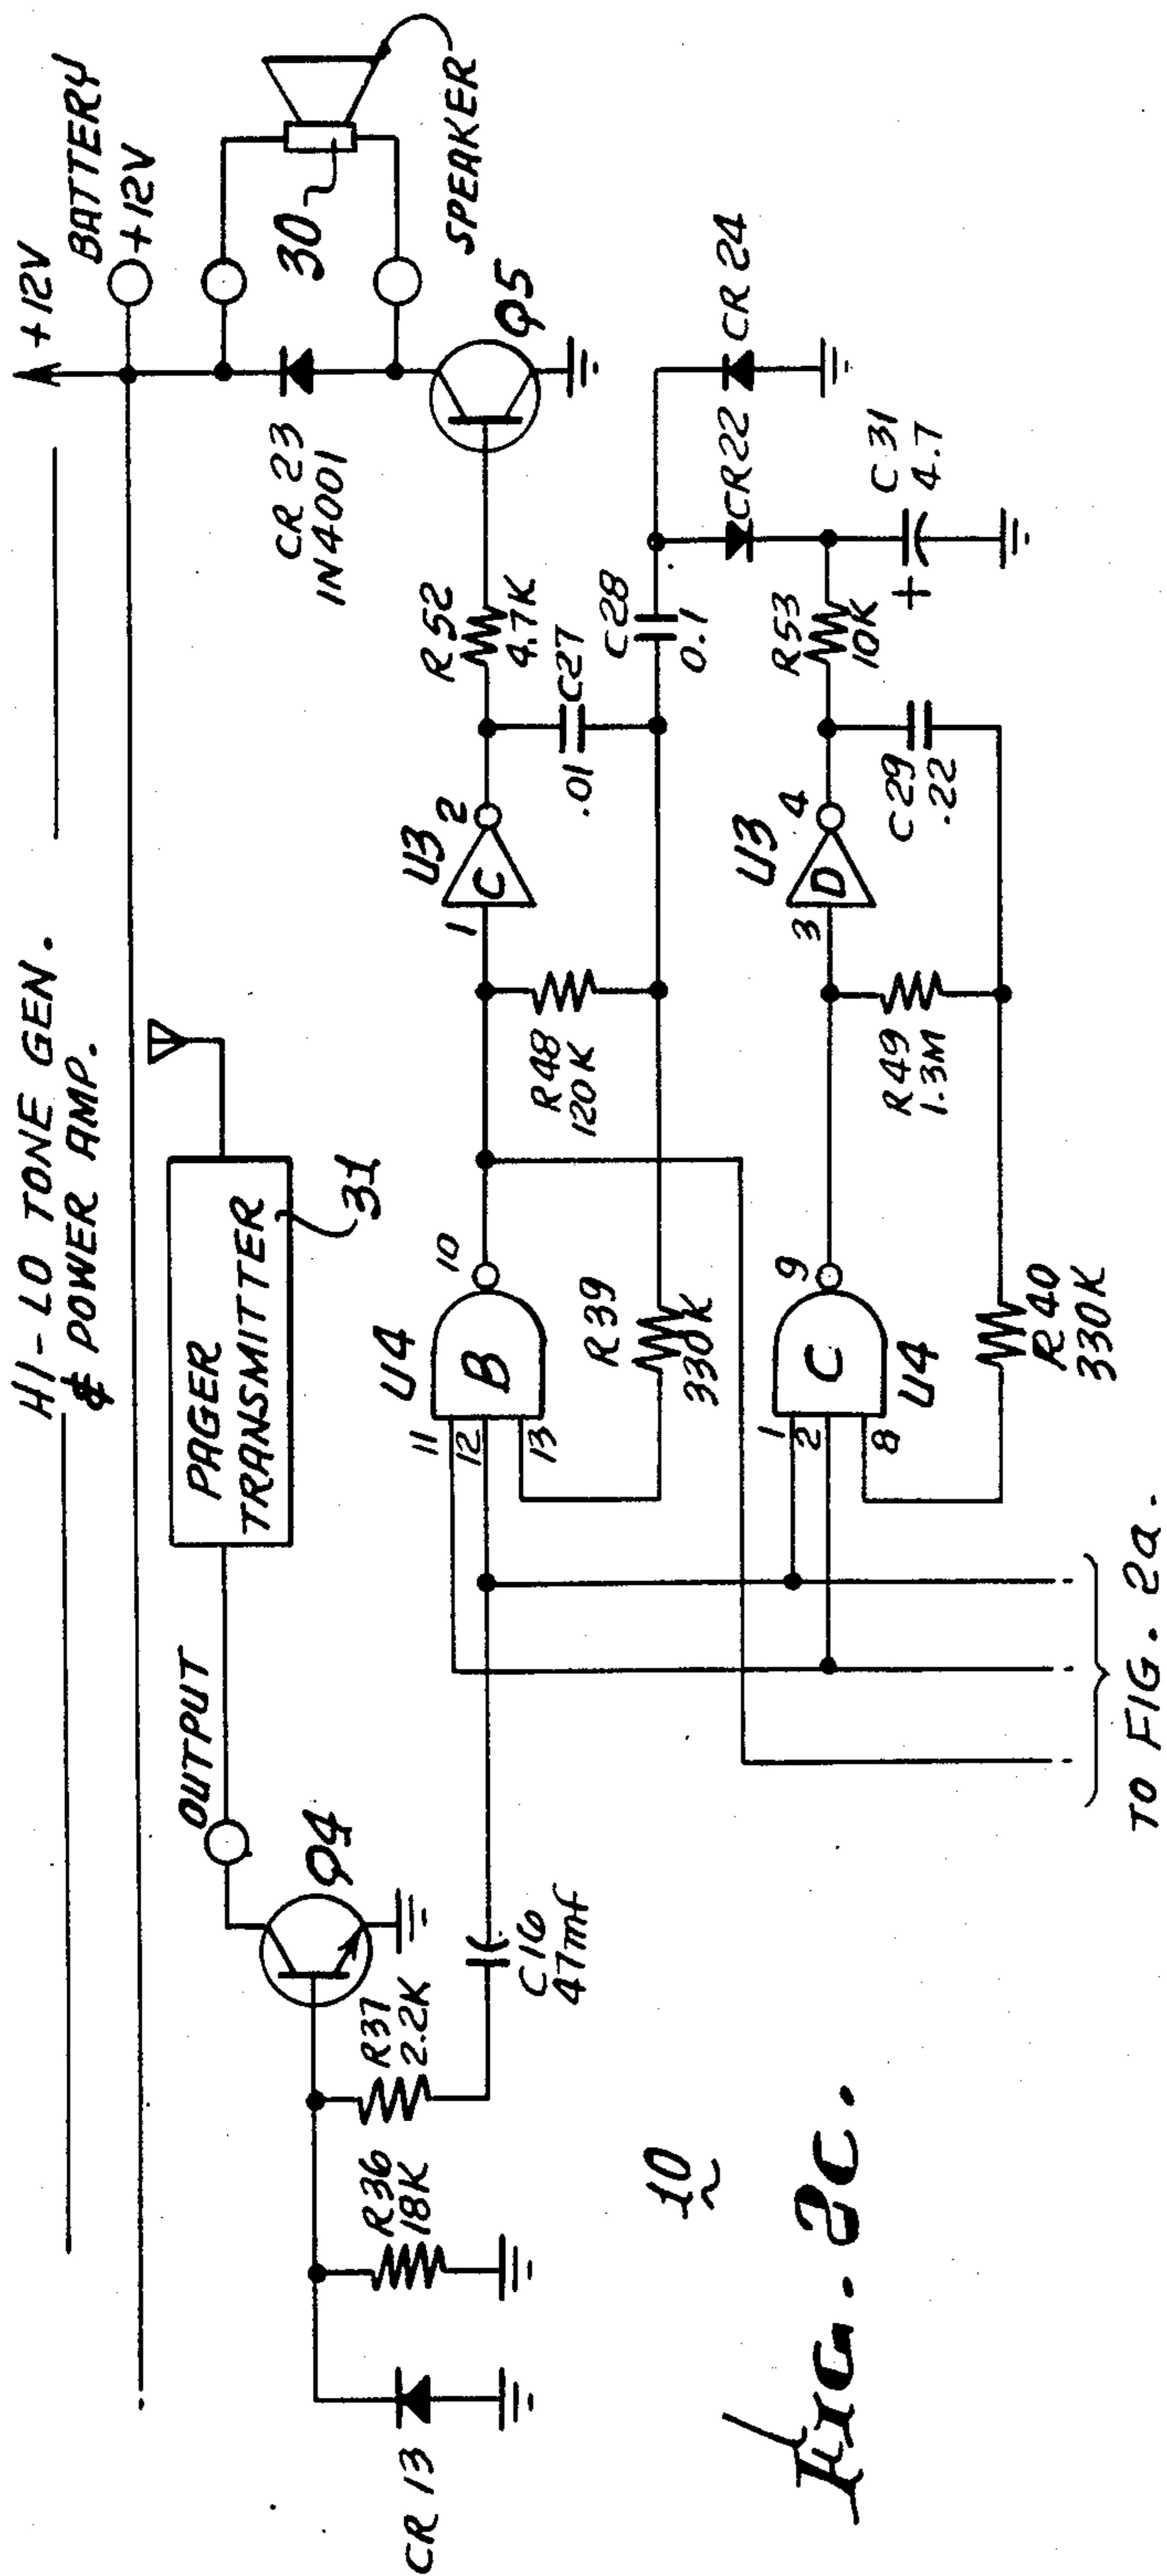 HI-LO TONE GEN.
& POWER AMP.
+12V
BATTERY
+12V
OUTPUT
PAGER
TRANSMITTER
31
30
SPEAKER
CR 23
1N4001
Q4
Q5
CR 13
R36
18K
R37
2.2K
C16
47mf
U4
B
11
12
13
10
R39
330K
R48
120K
U3
C
1
2
R52
4.7K
C27
.01
C28
0.1
CR22
CR 24
U4
C
1
2
8
9
R40
330K
R49
1.3M
U3
D
3
4
C29
.22
R53
10K
C31
4.7
+
10
TO FIG. 2a.
FIG. 2C.